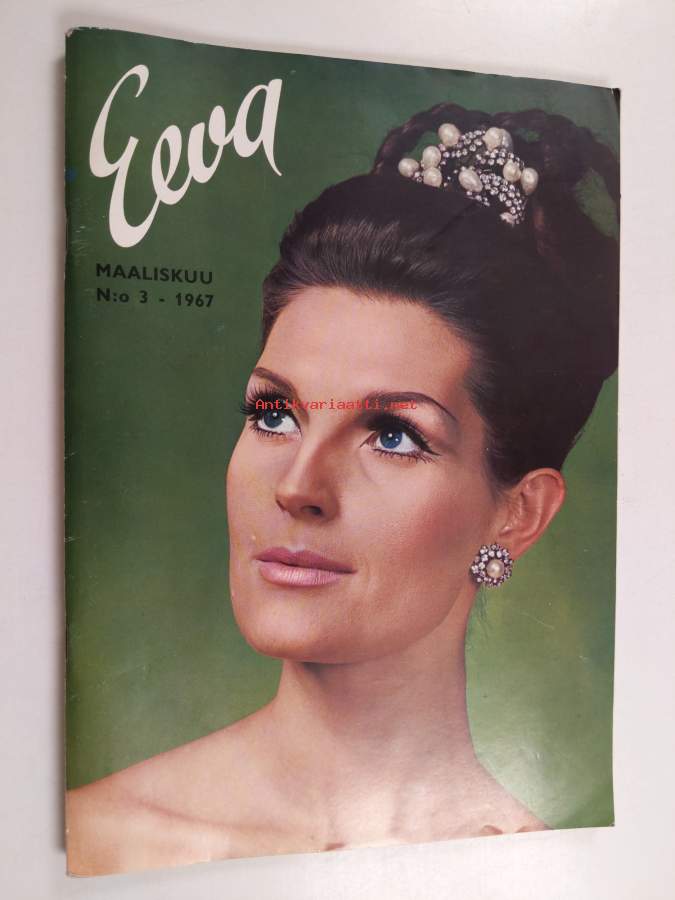 Eeva
MAALISKUU
N:o 3 - 1967
Antikvariaatti.net